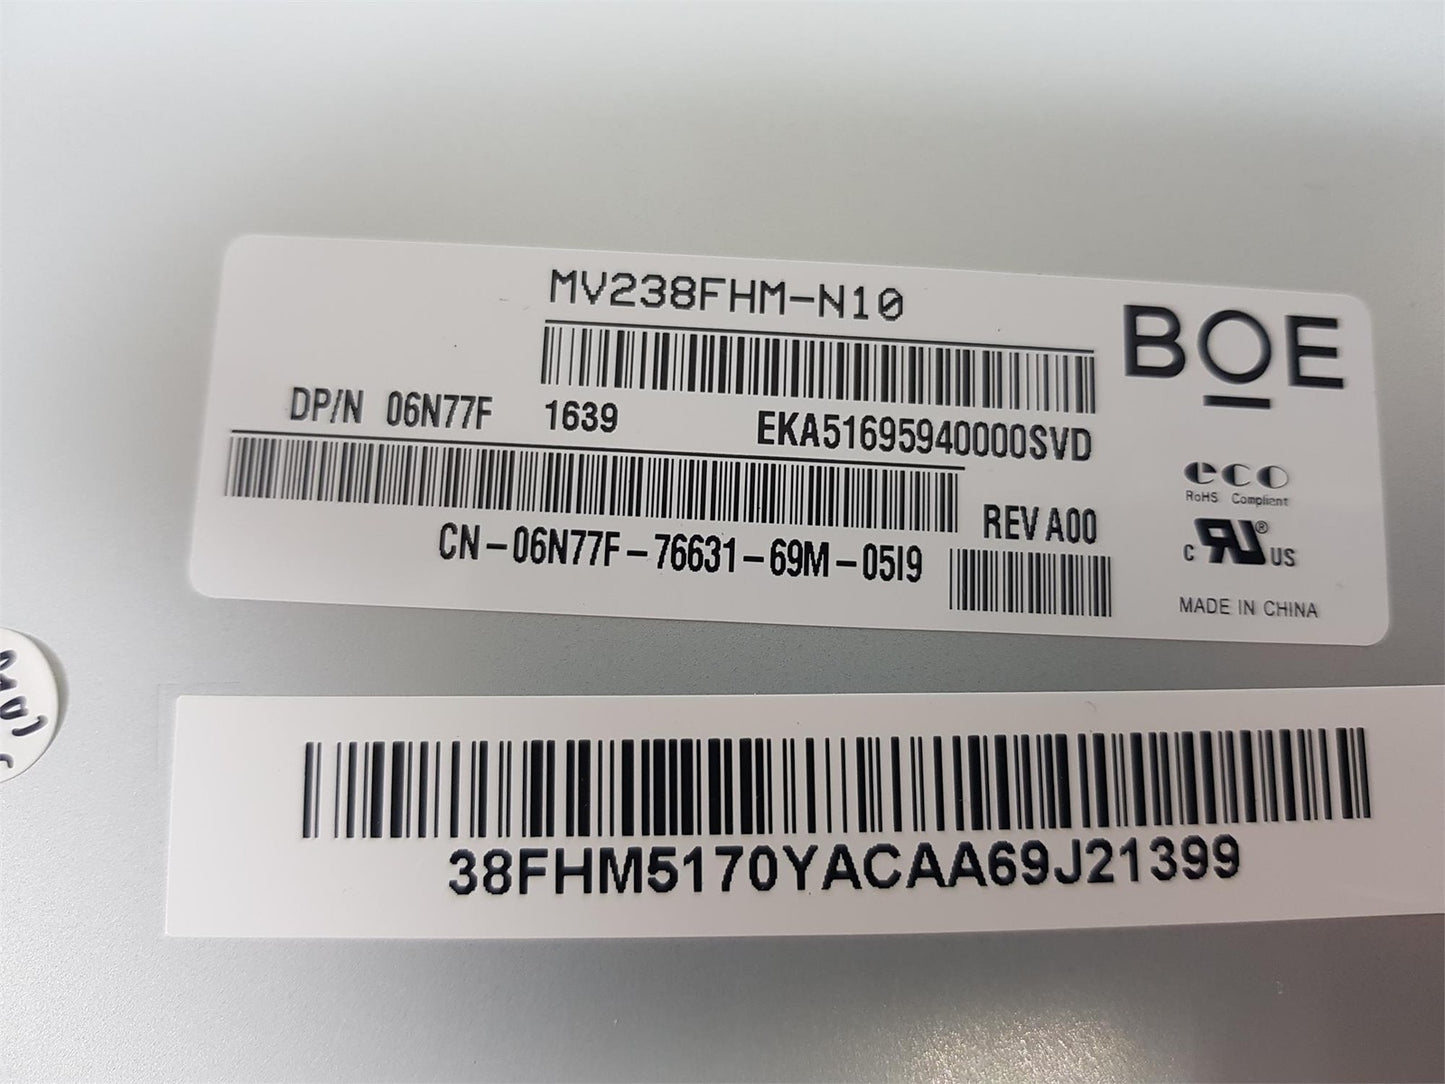 MV238FHM-N10
BOE
DP/N 06N77F 1639 EKA51695940000SVD
eco
RoHS Compliant
REV A00
CN-06N77F-76631-69M-05I9
c RU ® US
MADE IN CHINA
38FHM5170YACAA69J21399